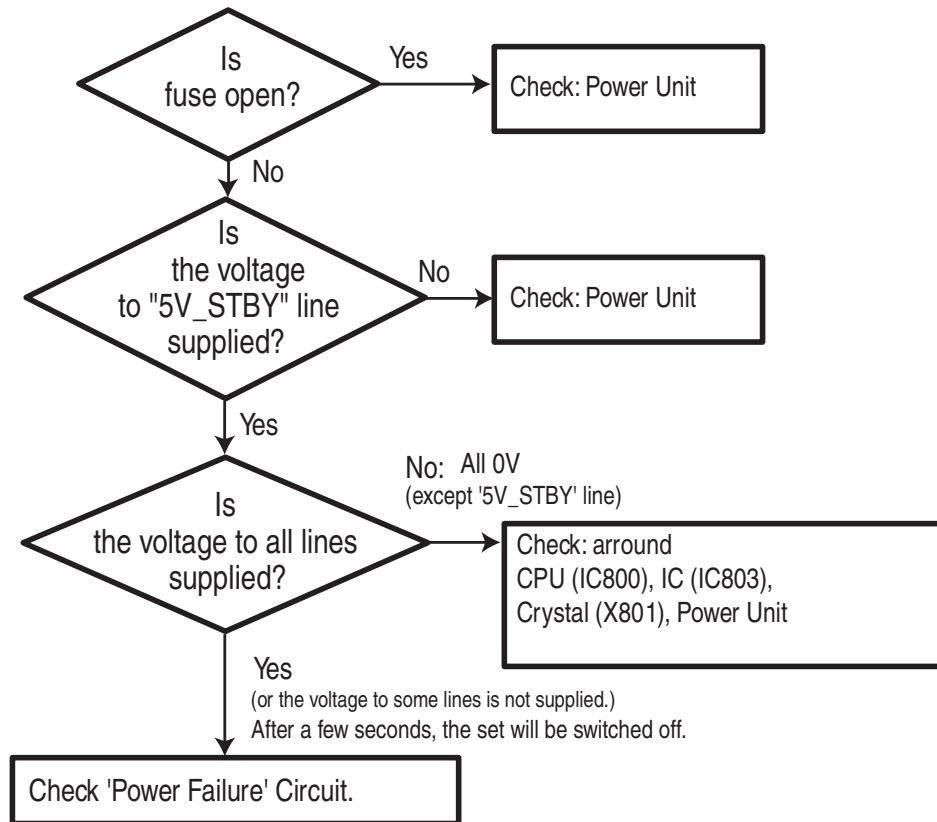 Is
fuse open?
Yes
Check: Power Unit
No
Is
the voltage
to "5V_STBY" line
supplied?
No
Check: Power Unit
Yes
Is
the voltage to all lines
supplied?
No: All 0V
(except '5V_STBY' line)
Check: arround
CPU (IC800), IC (IC803),
Crystal (X801), Power Unit
Yes
(or the voltage to some lines is not supplied.)
After a few seconds, the set will be switched off.
Check 'Power Failure' Circuit.